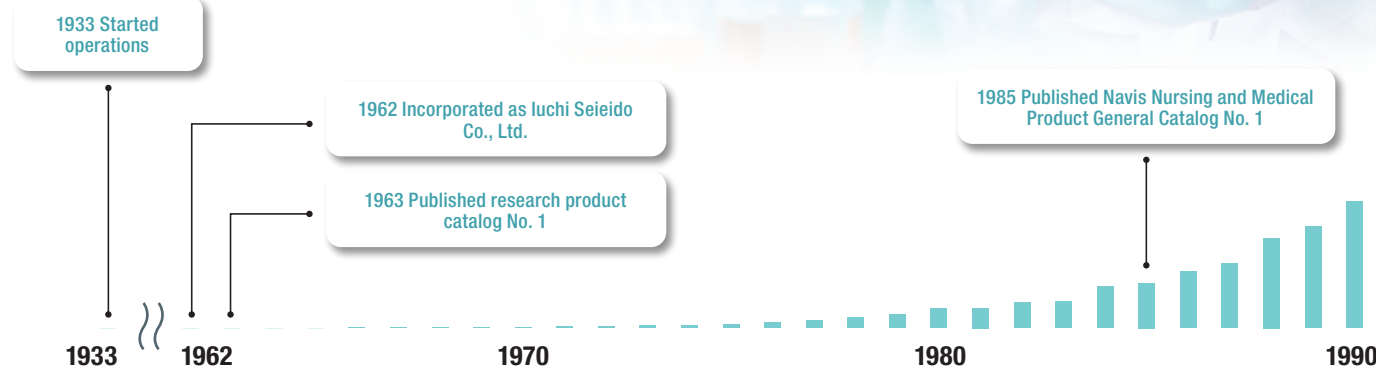 1933 Started
operations
1962 Incorporated as Iuchi Seieido
Co., Ltd.
1963 Published research product
catalog No. 1
1985 Published Navis Nursing and Medical
Product General Catalog No. 1
1933
1962
1970
1980
1990